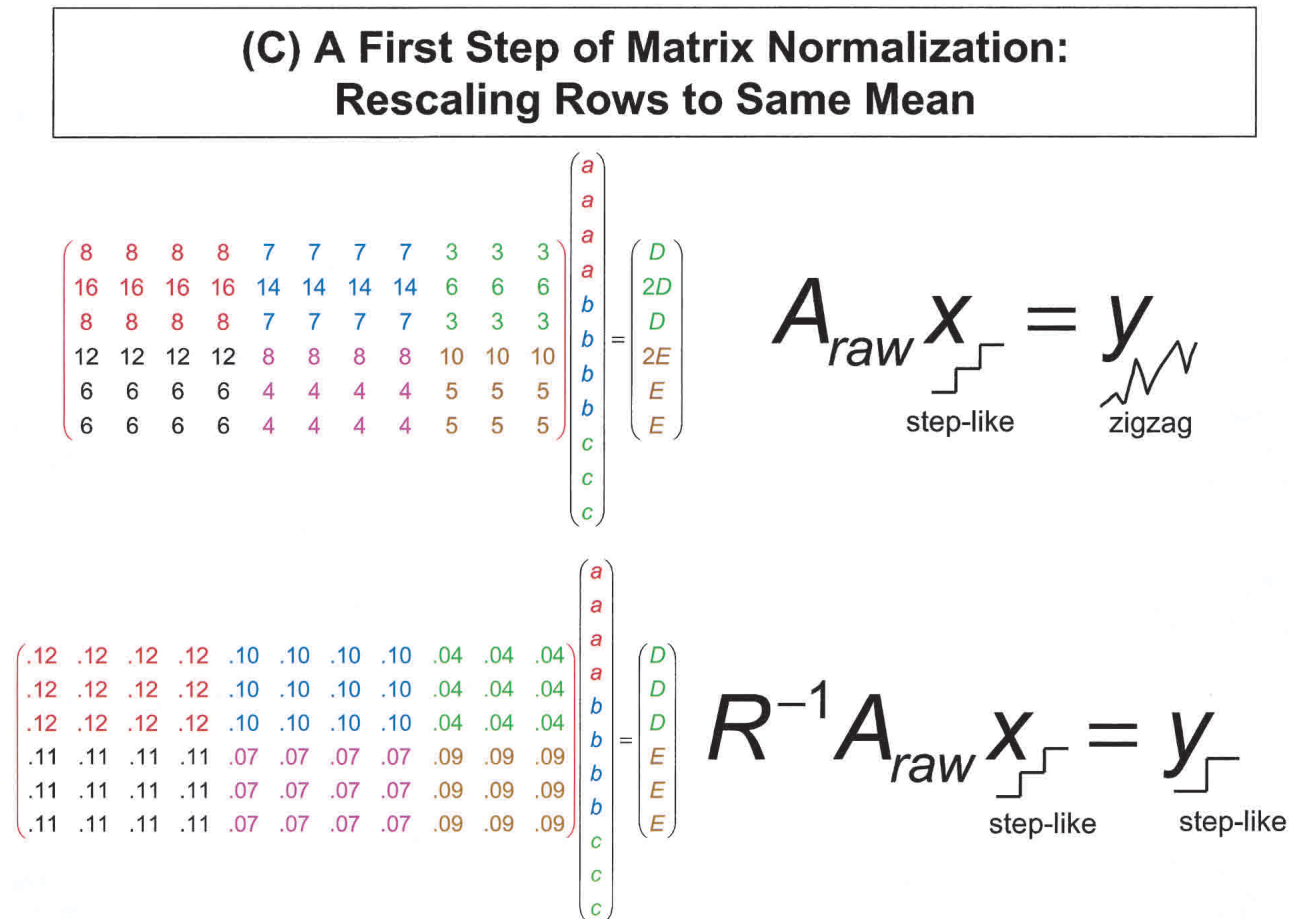 (C) A First Step of Matrix Normalization:
Rescaling Rows to Same Mean
8 8 8 8 7 7 7 7 3 3 3
16 16 16 16 14 14 14 14 6 6 6
8 8 8 8 7 7 7 7 3 3 3
12 12 12 12 8 8 8 8 10 10 10
6 6 6 6 4 4 4 4 5 5 5
6 6 6 6 4 4 4 4 5 5 5
a
a
a
a
b
b
b
b
c
c
c
=
D
2D
D
2E
E
E
A_raw x = y
step-like zigzag
.12 .12 .12 .12 .10 .10 .10 .10 .04 .04 .04
.12 .12 .12 .12 .10 .10 .10 .10 .04 .04 .04
.12 .12 .12 .12 .10 .10 .10 .10 .04 .04 .04
.11 .11 .11 .11 .07 .07 .07 .07 .09 .09 .09
.11 .11 .11 .11 .07 .07 .07 .07 .09 .09 .09
.11 .11 .11 .11 .07 .07 .07 .07 .09 .09 .09
a
a
a
a
b
b
b
b
c
c
c
=
D
D
D
E
E
E
R⁻¹ A_raw x = y
step-like step-like